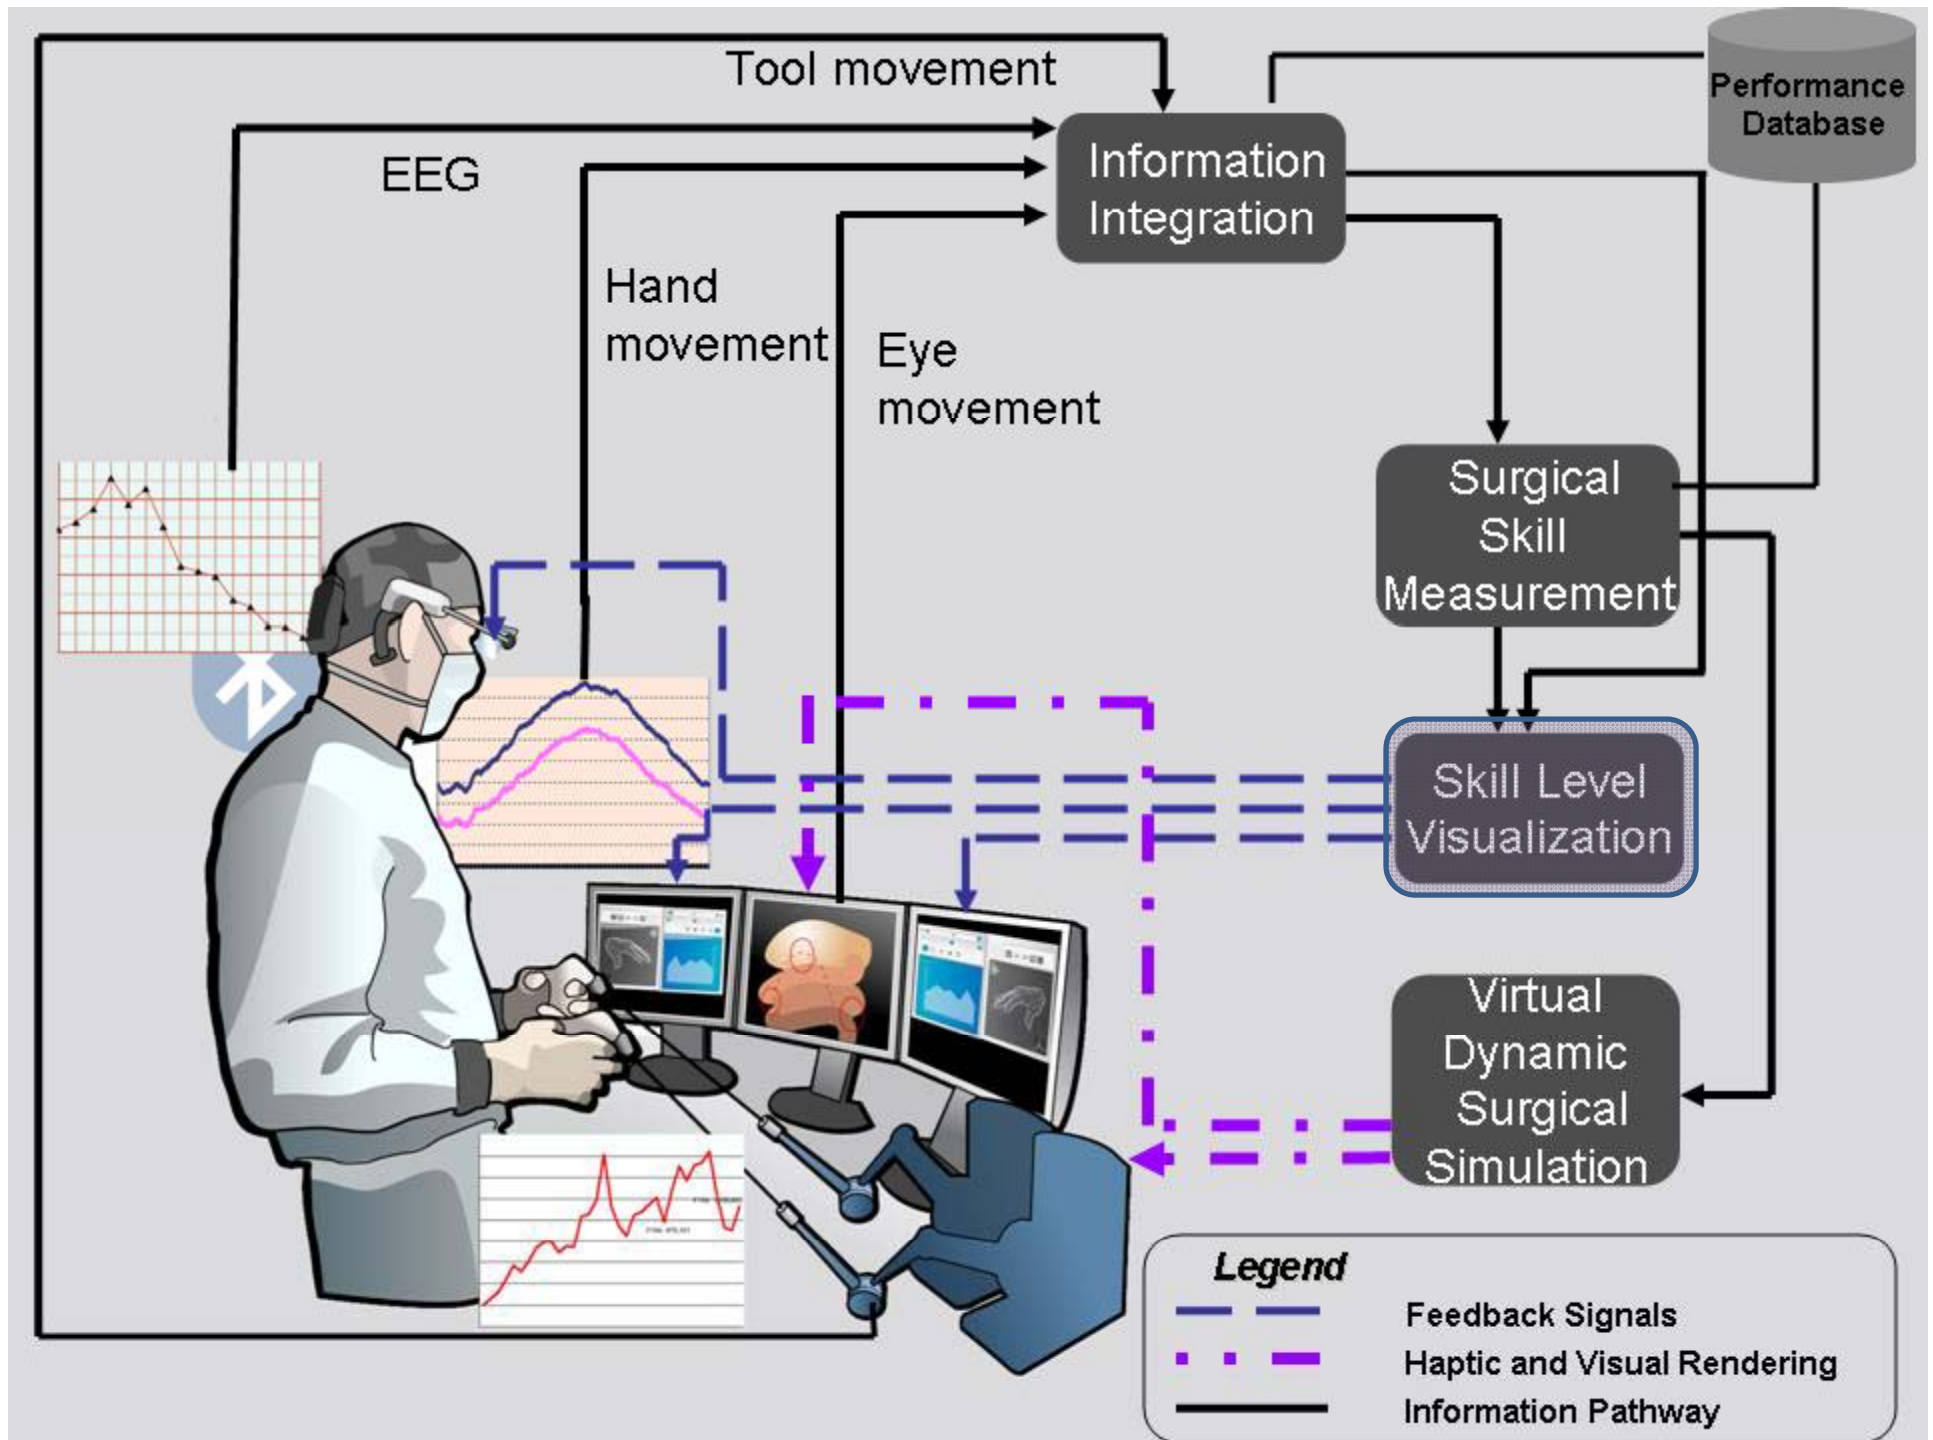 Tool movement
Performance
Database
EEG
Information
Integration
Hand
movement
Eye
movement
Surgical
Skill
Measurement
Skill Level
Visualization
Virtual
Dynamic
Surgical
Simulation
Legend
Feedback Signals
Haptic and Visual Rendering
Information Pathway